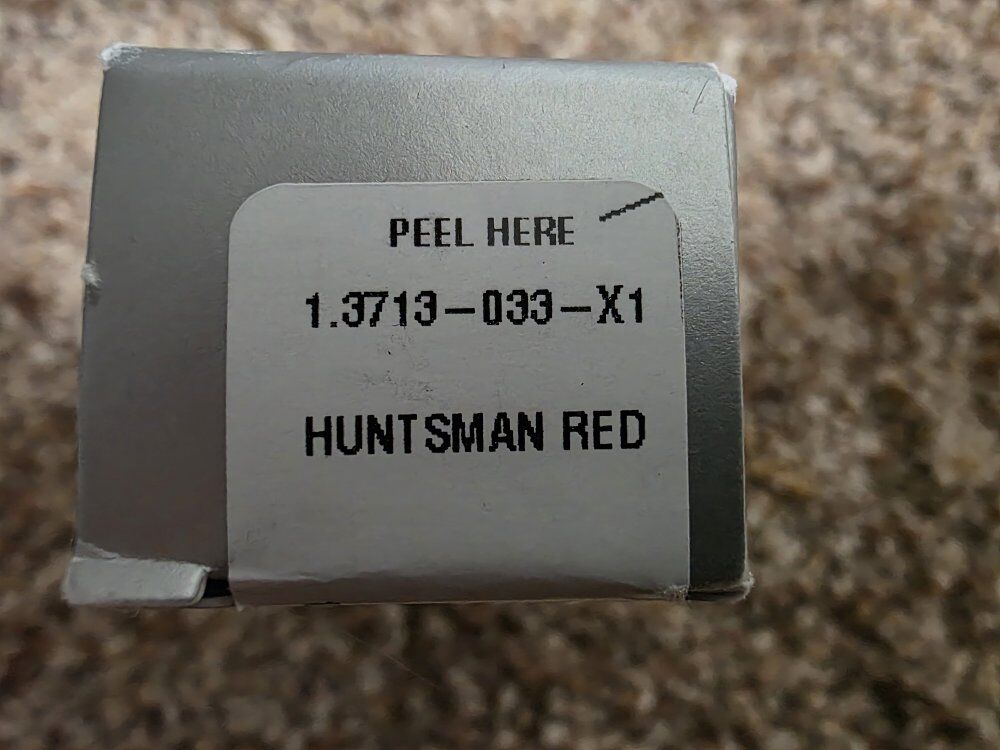 PEEL HERE
1.3713-033-X1
HUNTSMAN RED